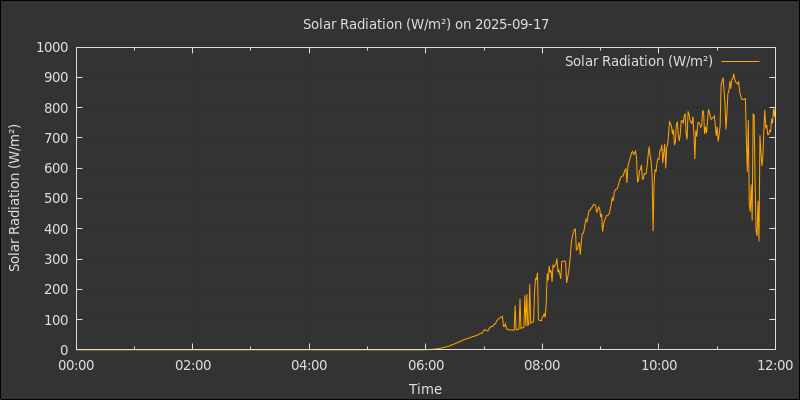 Solar Radiation (W/m²) on 2025-09-17
Solar Radiation (W/m²)
Solar Radiation (W/m²)
1000
900
800
700
600
500
400
300
200
100
0
00:00 02:00 04:00 06:00 08:00 10:00 12:00
Time